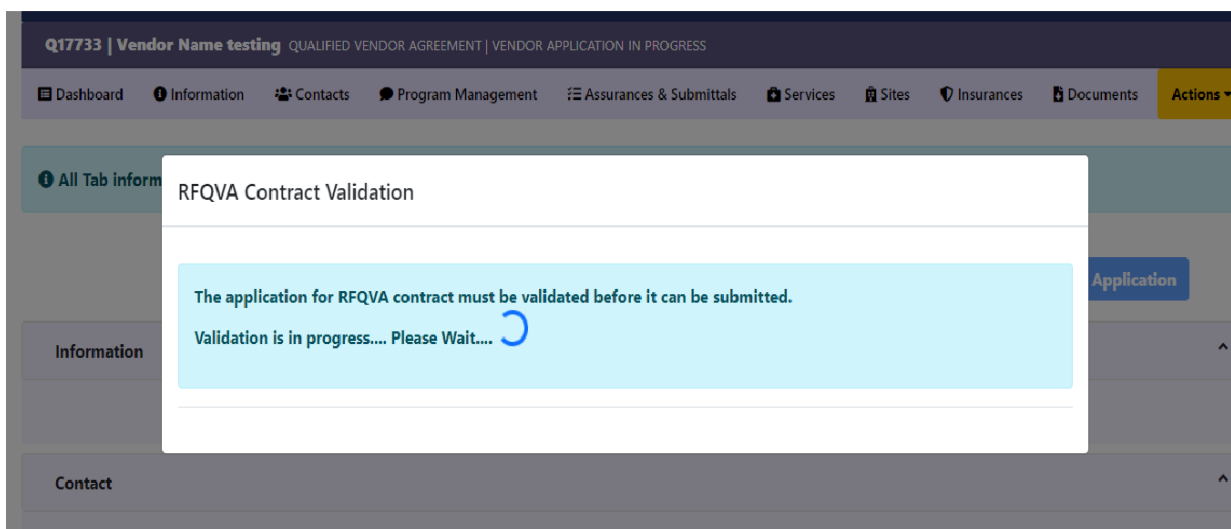 Q17733 | Vendor Name testing QUALIFIED VENDOR AGREEMENT | VENDOR APPLICATION IN PROGRESS
Dashboard Information Contacts Program Management Assurances & Submittals Services Sites Insurances Documents Actions
All Tab inform
RFQVA Contract Validation
The application for RFQVA contract must be validated before it can be submitted.
Application
Validation is in progress.... Please Wait....
Information
Contact